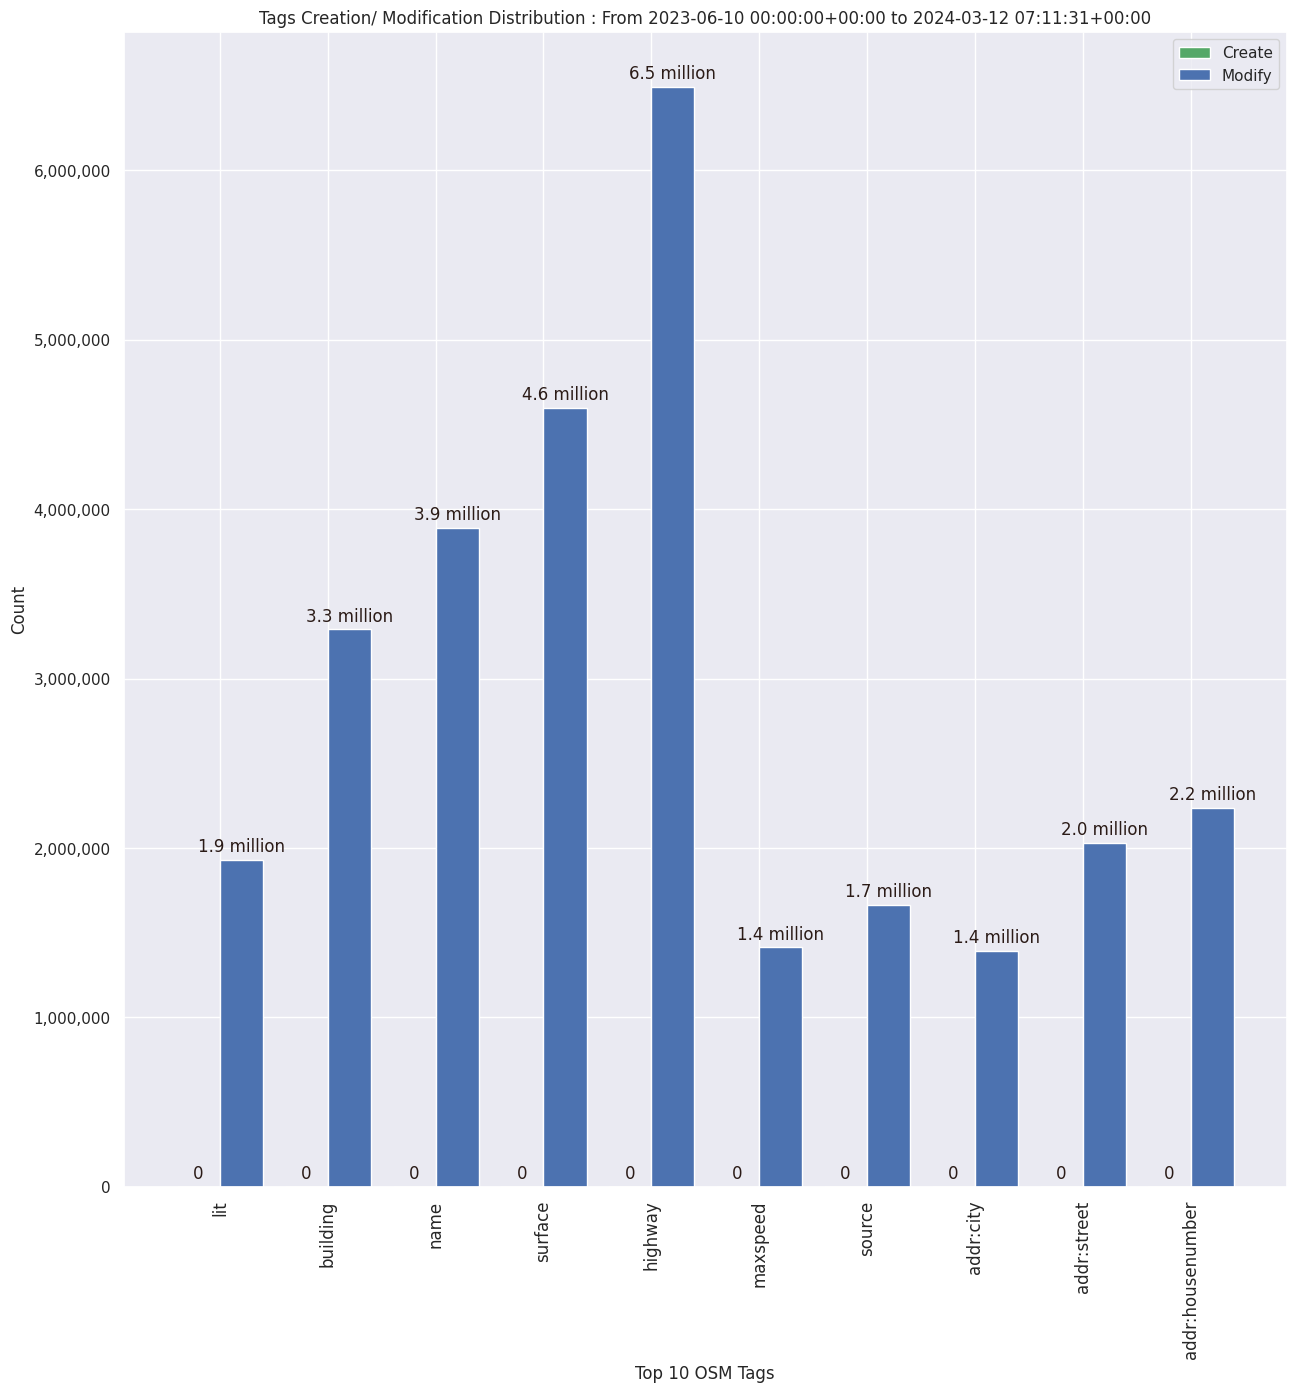 Tags Creation/ Modification Distribution : From 2023-06-10 00:00:00+00:00 to 2024-03-12 07:11:31+00:00
Create
Modify
Count
6,000,000
5,000,000
4,000,000
3,000,000
2,000,000
1,000,000
0
1.9 million
3.3 million
3.9 million
4.6 million
6.5 million
1.4 million
1.7 million
1.4 million
2.0 million
2.2 million
0
0
0
0
0
0
0
0
0
0
lit
building
name
surface
highway
maxspeed
source
addr:city
addr:street
addr:housenumber
Top 10 OSM Tags